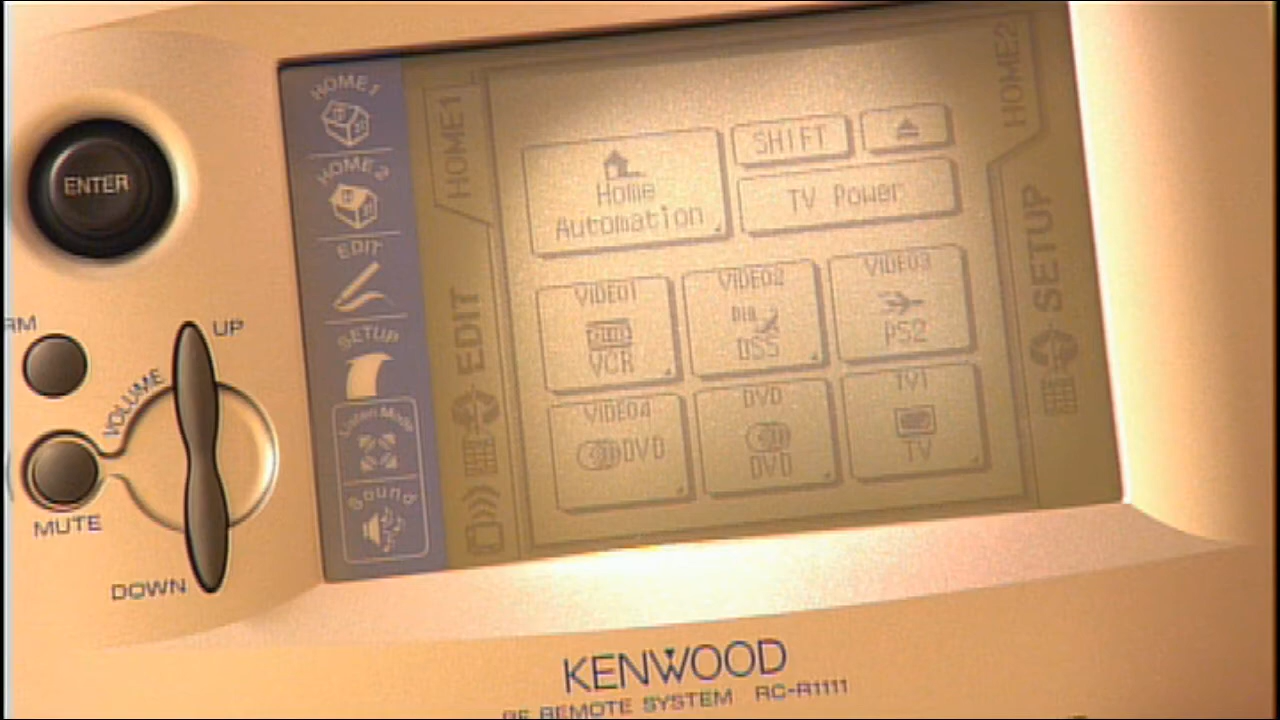 ENTER
RM
UP
VOLUME
MUTE
DOWN
HOME1
HOME2
EDIT
SETUP
Listen Mode
Sound
HOME1
EDIT
HOME2
SETUP
SHIFT
Home
Automation
TV Power
VIDEO1
VCR
VIDEO2
DSS
VIDEO3
PS2
VIDEO4
DVD
DVD
DVD
TV1
TV
KENWOOD
RF REMOTE SYSTEM RC-R1111